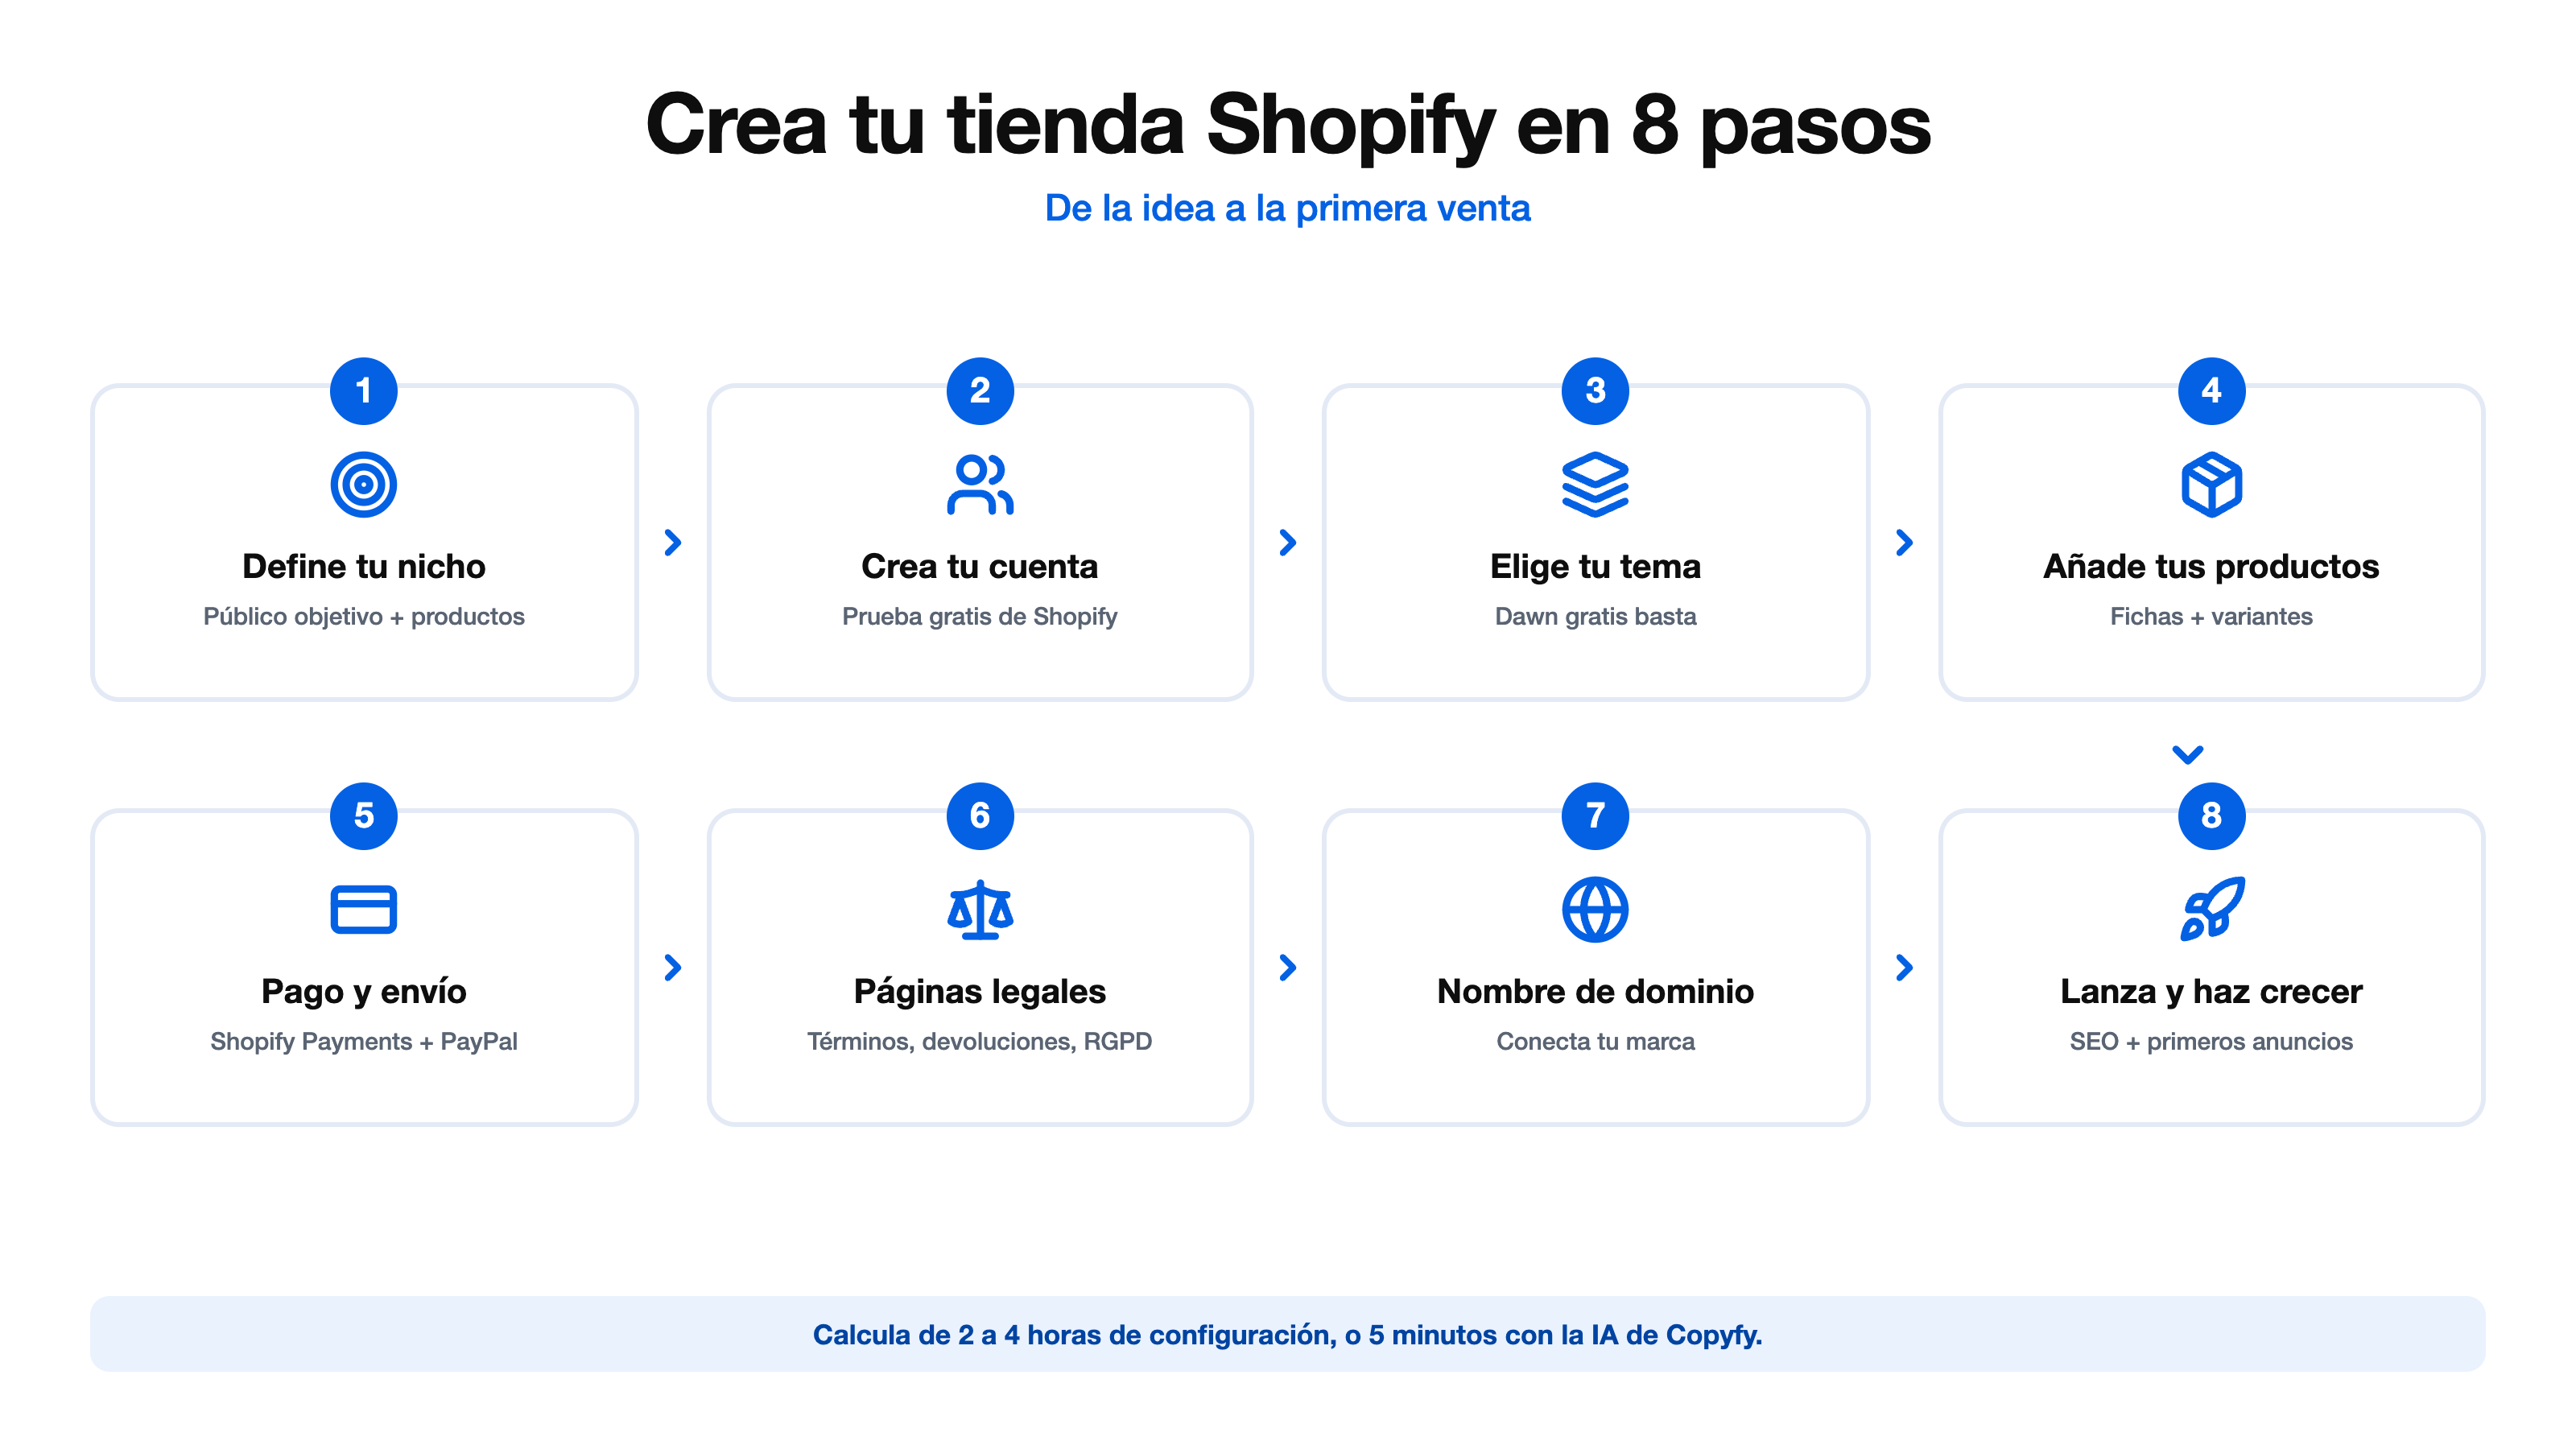 Crea tu tienda Shopify en 8 pasos
De la idea a la primera venta
1
Define tu nicho
Público objetivo + productos
2
Crea tu cuenta
Prueba gratis de Shopify
3
Elige tu tema
Dawn gratis basta
4
Añade tus productos
Fichas + variantes
5
Pago y envío
Shopify Payments + PayPal
6
Páginas legales
Términos, devoluciones, RGPD
7
Nombre de dominio
Conecta tu marca
8
Lanza y haz crecer
SEO + primeros anuncios
Calcula de 2 a 4 horas de configuración, o 5 minutos con la IA de Copyfy.